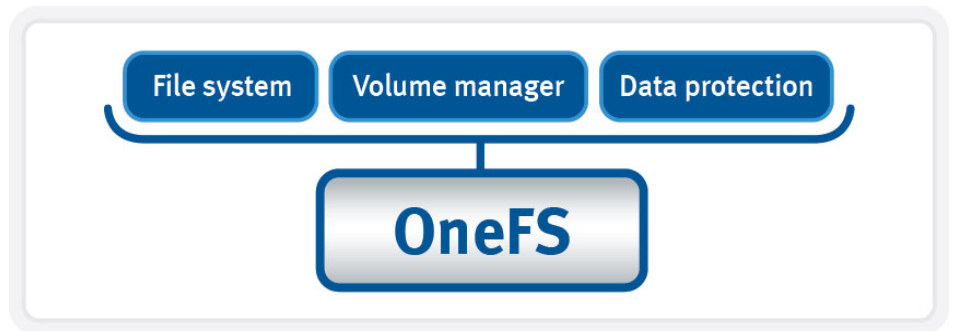 File system
Volume manager
Data protection
OneFS